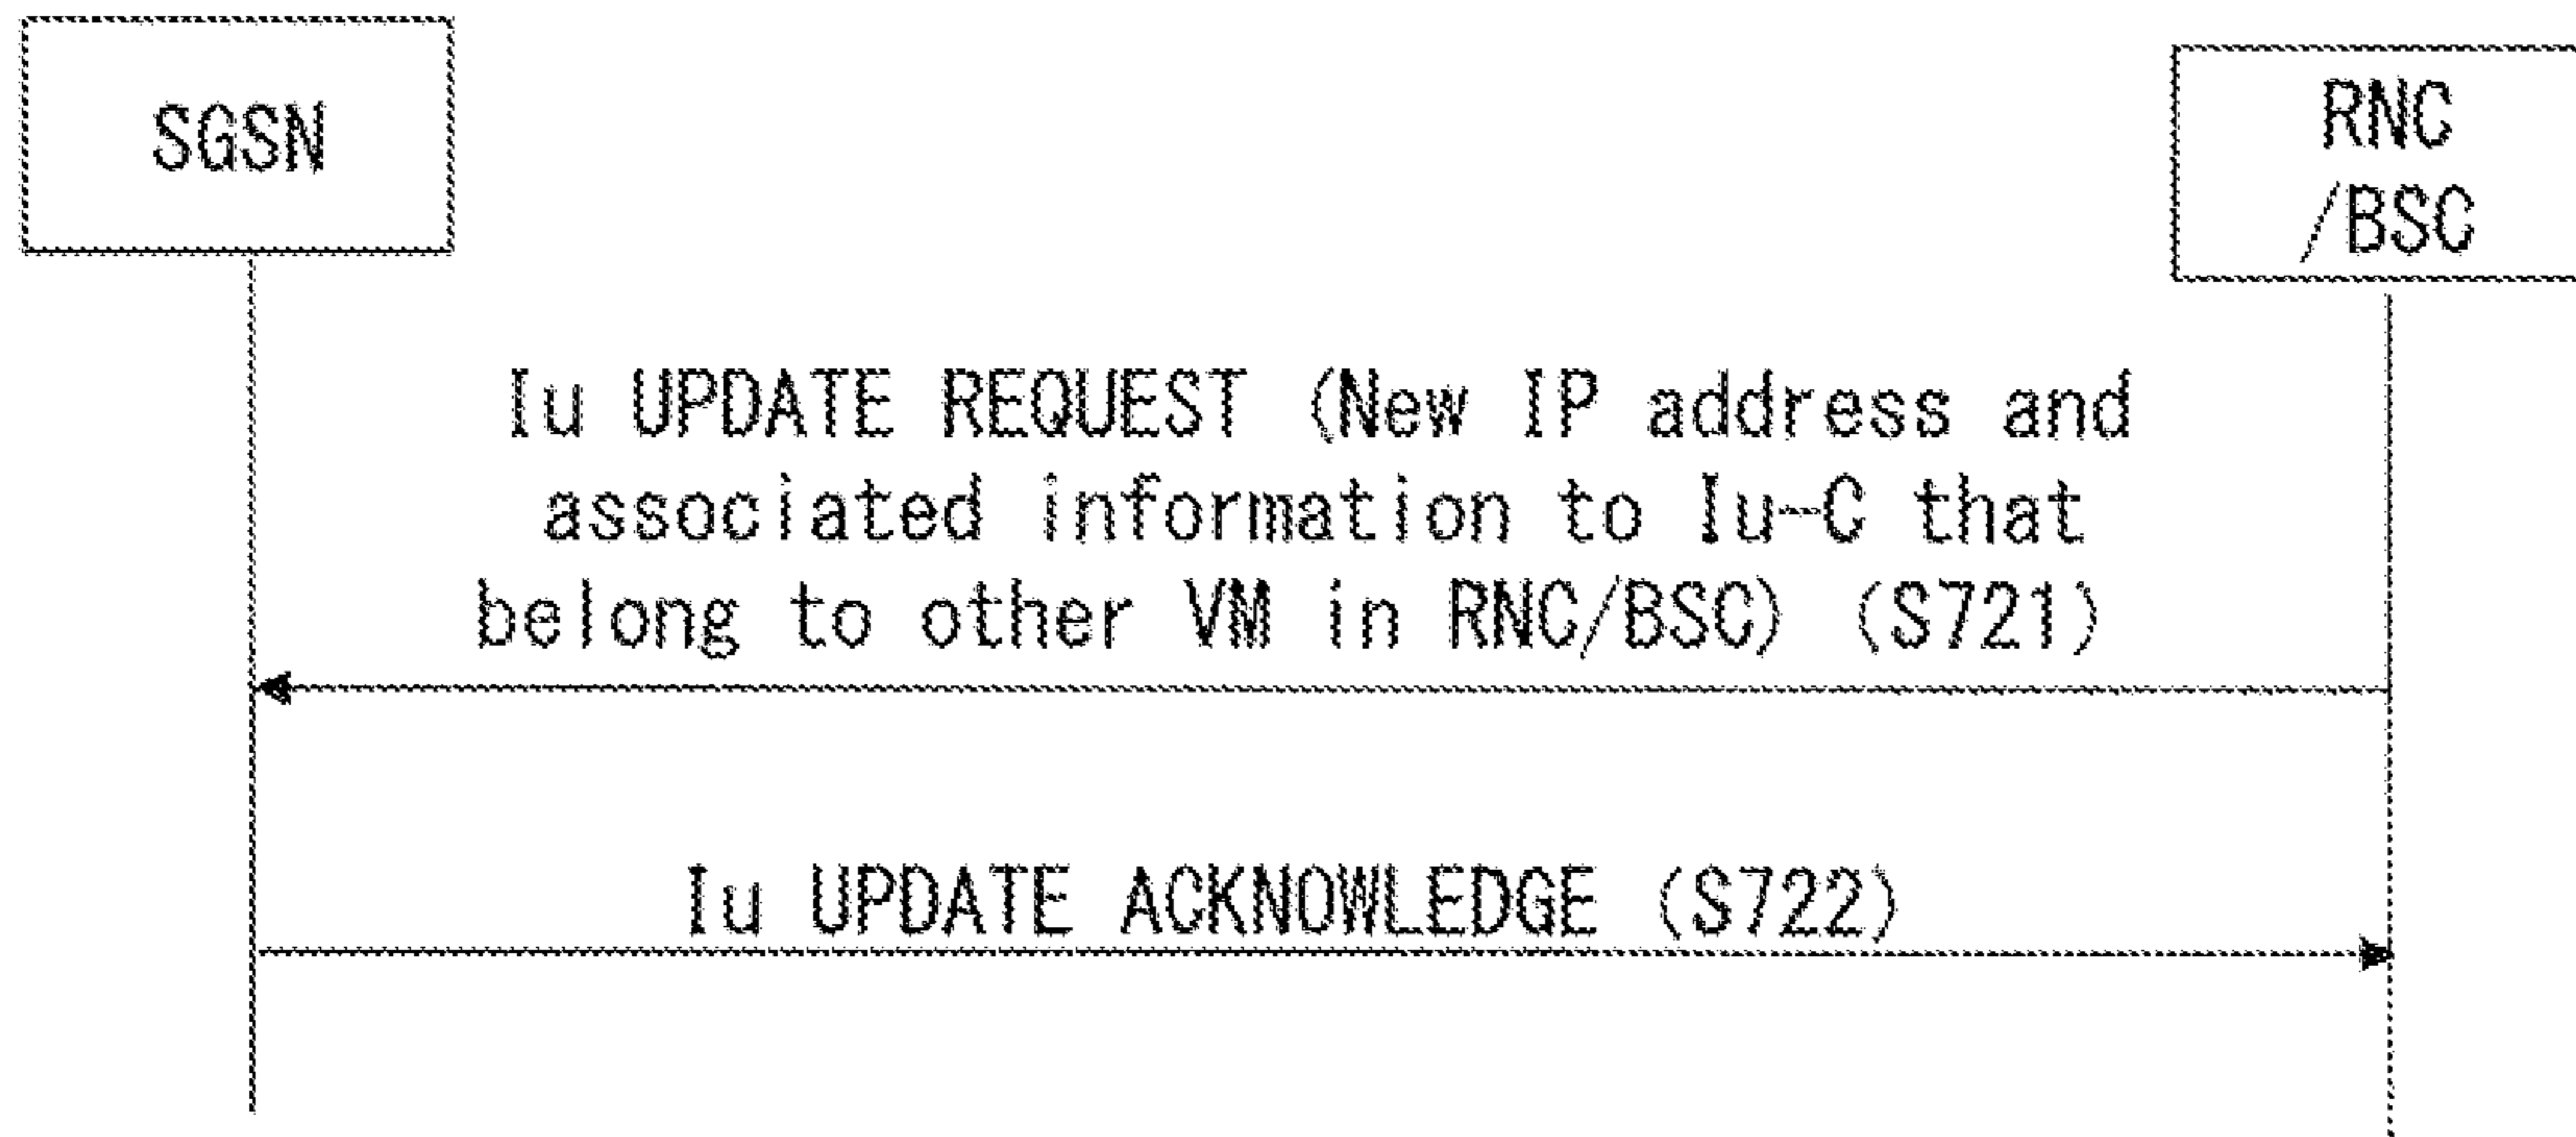 SGSN
RNC
/BSC
Iu UPDATE REQUEST (New IP address and
associated information to Iu-C that
belong to other VM in RNC/BSC) (S721)
Iu UPDATE ACKNOWLEDGE (S722)